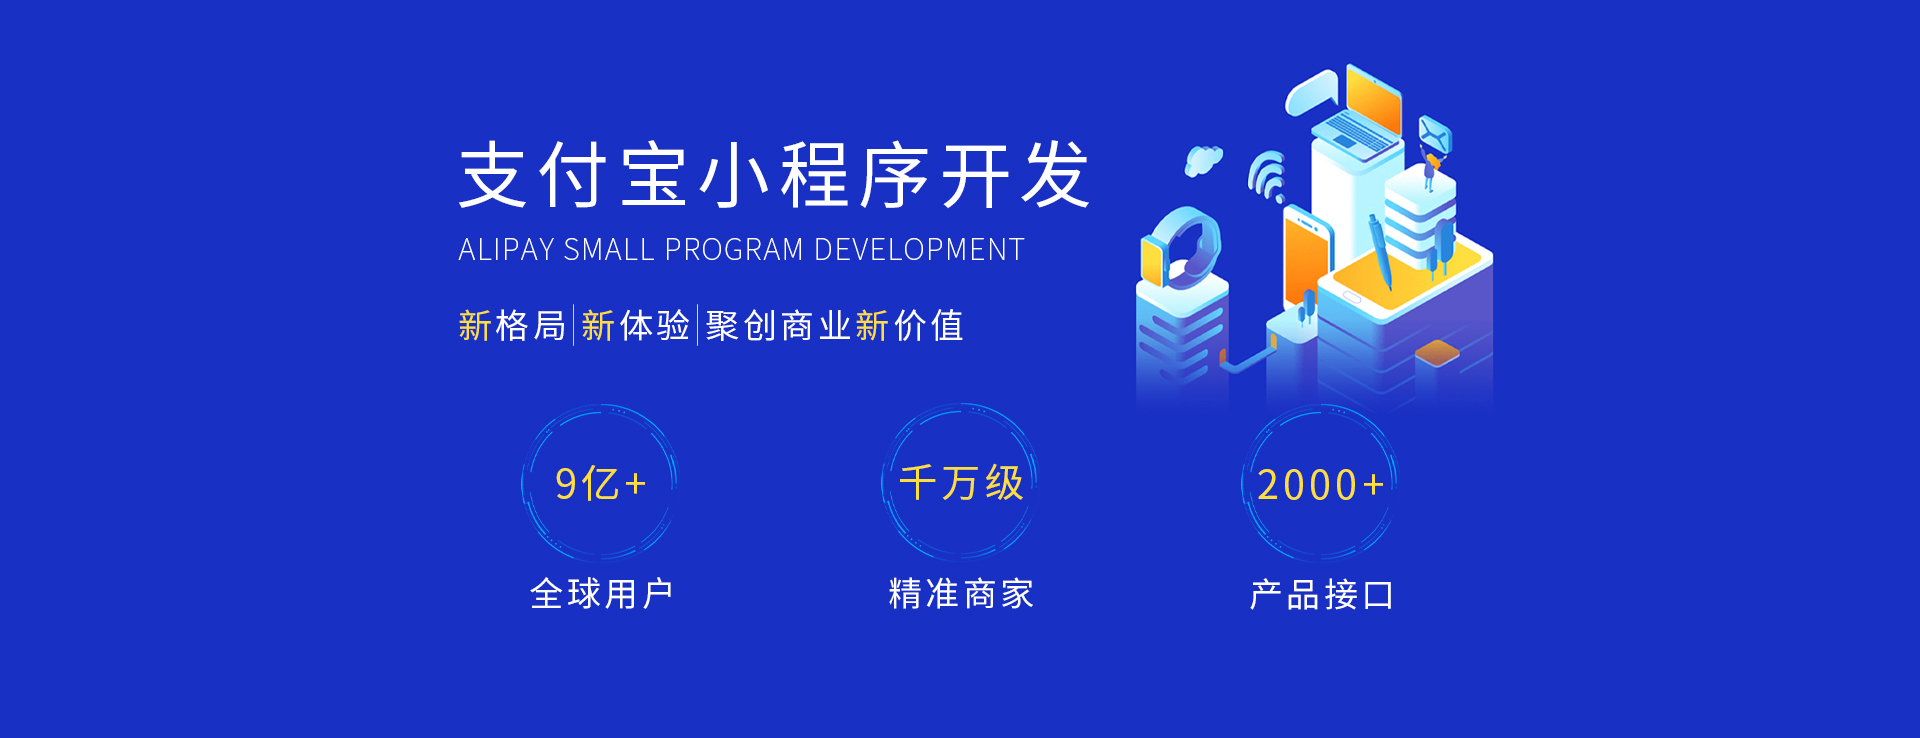 支付宝小程序开发
ALIPAY SMALL PROGRAM DEVELOPMENT
新格局|新体验|聚创商业新价值
9亿+
千万级
2000+
全球用户
精准商家
产品接口